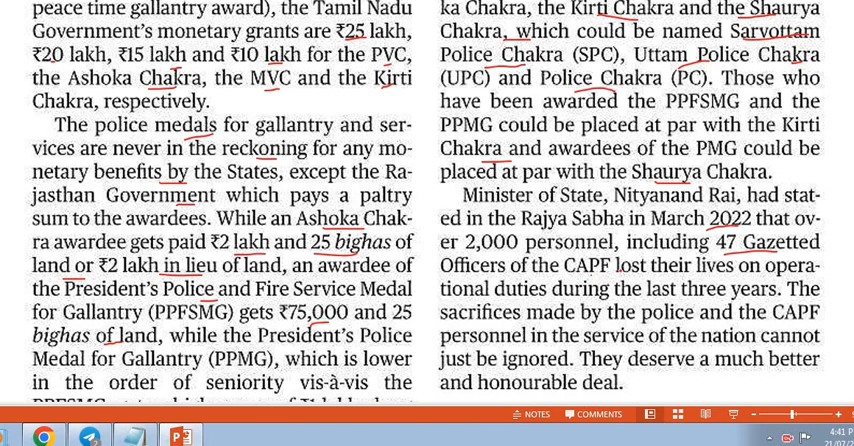 peace time gallantry award), the Tamil Nadu
Government's monetary grants are ₹25 lakh,
₹20 lakh, ₹15 lakh and ₹10 lakh for the PVC,
the Ashoka Chakra, the MVC and the Kirti
Chakra, respectively.
The police medals for gallantry and ser-
vices are never in the reckoning for any mo-
netary benefits by the States, except the Ra-
jasthan Government which pays a paltry
sum to the awardees. While an Ashoka Chak-
ra awardee gets paid ₹2 lakh and 25 bighas of
land or ₹2 lakh in lieu of land, an awardee of
the President's Police and Fire Service Medal
for Gallantry (PPFSMG) gets ₹75,000 and 25
bighas of land, while the President's Police
Medal for Gallantry (PPMG), which is lower
in the order of seniority vis-à-vis the
ka Chakra, the Kirti Chakra and the Shaurya
Chakra, which could be named Sarvottam
Police Chakra (SPC), Uttam Police Chakra
(UPC) and Police Chakra (PC). Those who
have been awarded the PPFSMG and the
PPMG could be placed at par with the Kirti
Chakra and awardees of the PMG could be
placed at par with the Shaurya Chakra.
Minister of State, Nityanand Rai, had stat-
ed in the Rajya Sabha in March 2022 that ov-
er 2,000 personnel, including 47 Gazetted
Officers of the CAPF lost their lives on opera-
tional duties during the last three years. The
sacrifices made by the police and the CAPF
personnel in the service of the nation cannot
just be ignored. They deserve a much better
and honourable deal.
NOTES COMMENTS
4:41 P
21/07/2